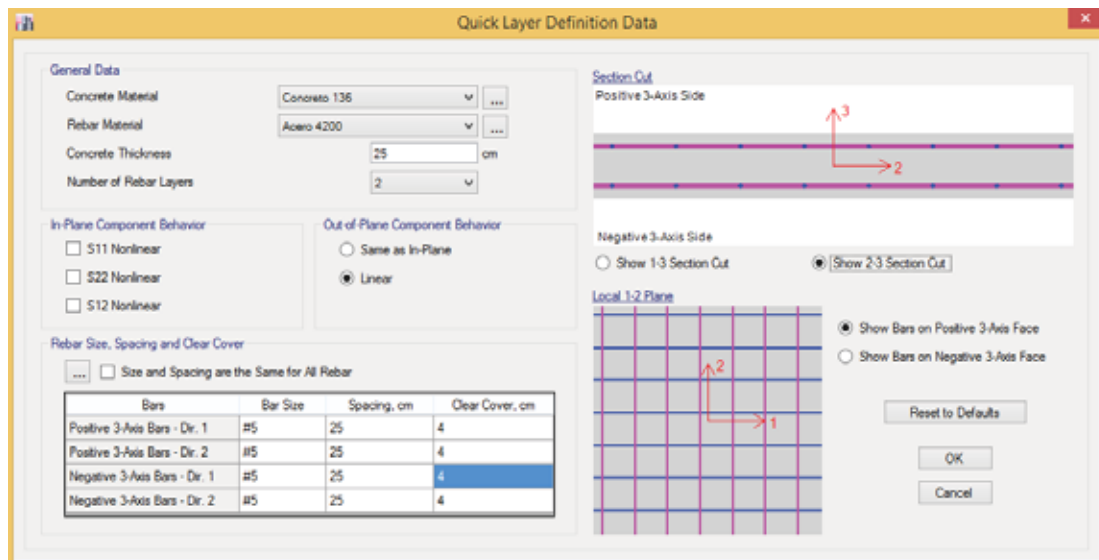 Quick Layer Definition Data
General Data
Concrete Material
Concreto 136
...
Rebar Material
Acero 4200
...
Concrete Thickness
25
cm
Number of Rebar Layers
2
In-Plane Component Behavior
S11 Nonlinear
S22 Nonlinear
S12 Nonlinear
Out-of-Plane Component Behavior
Same as In-Plane
Linear
Rebar Size, Spacing and Clear Cover
...
Size and Spacing are the Same for All Rebar
Bars Bar Size Spacing, cm Clear Cover, cm
Positive 3-Axis Bars - Dir. 1 #5 25 4
Positive 3-Axis Bars - Dir. 2 #5 25 4
Negative 3-Axis Bars - Dir. 1 #5 25 4
Negative 3-Axis Bars - Dir. 2 #5 25 4
Section Cut
Positive 3-Axis Side
3
2
Negative 3-Axis Side
Show 1-3 Section Cut
Show 2-3 Section Cut
Local 1-2 Plane
2
1
Show Bars on Positive 3-Axis Face
Show Bars on Negative 3-Axis Face
Reset to Defaults
OK
Cancel